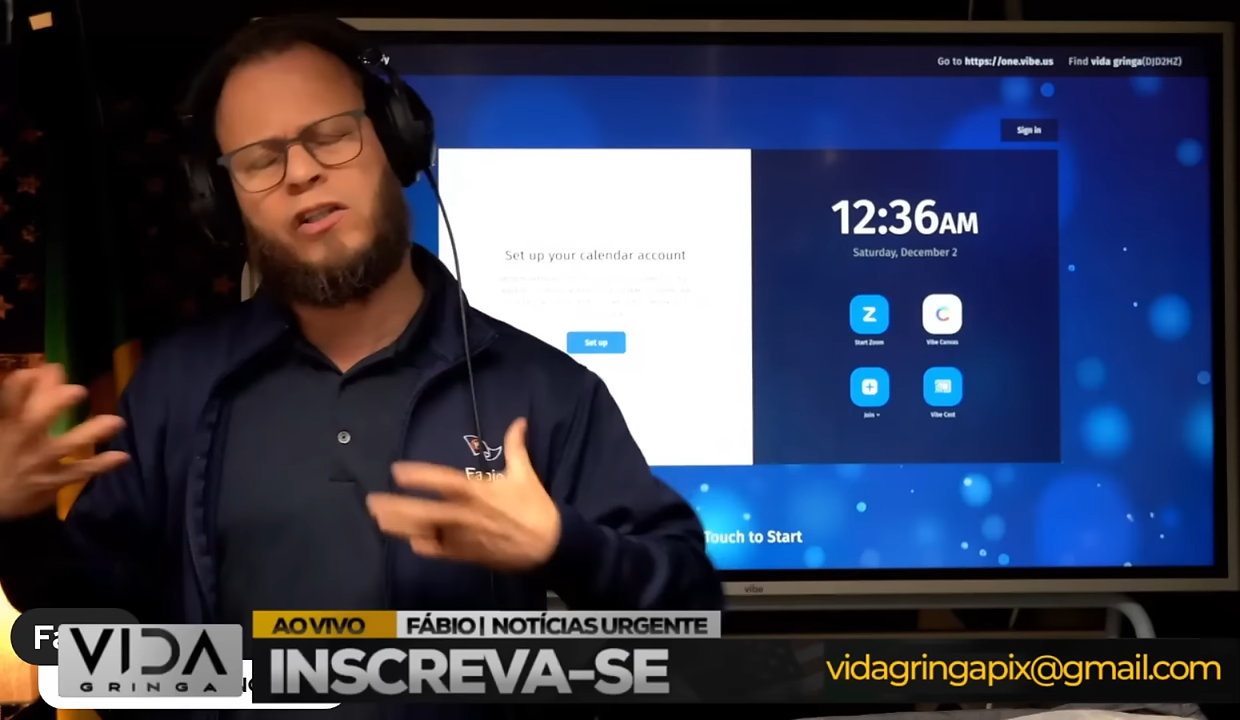 Go to https://one.vibe.us Find vida gringa(DJD2HZ)
Sign in
Set up your calendar account
Set up
12:36AM
Saturday, December 2
Z
Start Zoom
Vibe Canvas
Join
Vibe Cast
Touch to Start
vibe
Fabio
AO VIVO
FÁBIO| NOTÍCIAS URGENTE
VIDA
GRINGA
INSCREVA-SE
vidagringapix@gmail.com